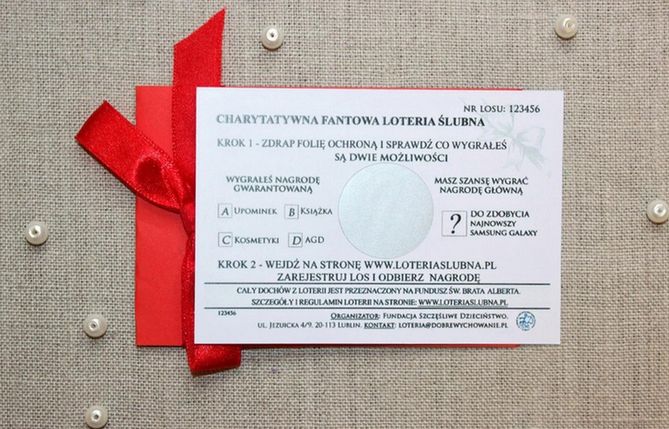 NR LOSU: 123456
CHARYTATYWNA FANTOWA LOTERIA ŚLUBNA
KROK 1 - ZDRAP FOLIĘ OCHRONĄ I SPRAWDŹ CO WYGRAŁEŚ
SĄ DWIE MOŻLIWOŚCI
WYGRAŁEŚ NAGRODĘ
GWARANTOWANĄ
A UPOMINEK B KSIĄŻKA
C KOSMETYKI D AGD
MASZ SZANSĘ WYGRAĆ
NAGRODĘ GŁÓWNĄ
? DO ZDOBYCIA
NAJNOWSZY
SAMSUNG GALAXY
KROK 2 - WEJDŹ NA STRONĘ WWW.LOTERIASLUBNA.PL
ZAREJESTRUJ LOS I ODBIERZ NAGRODĘ
CAŁY DOCHÓD Z LOTERII JEST PRZEZNACZONY NA FUNDUSZ ŚW. BRATA ALBERTA.
SZCZEGÓŁY I REGULAMIN LOTERII NA STRONIE: WWW.LOTERIASLUBNA.PL
123456
ORGANIZATOR: FUNDACJA SZCZĘŚLIWE DZIECIŃSTWO,
UL. JEZUICKA 4/9, 20-113 LUBLIN. KONTAKT: LOTERIA@DOBREWYCHOWANIE.PL